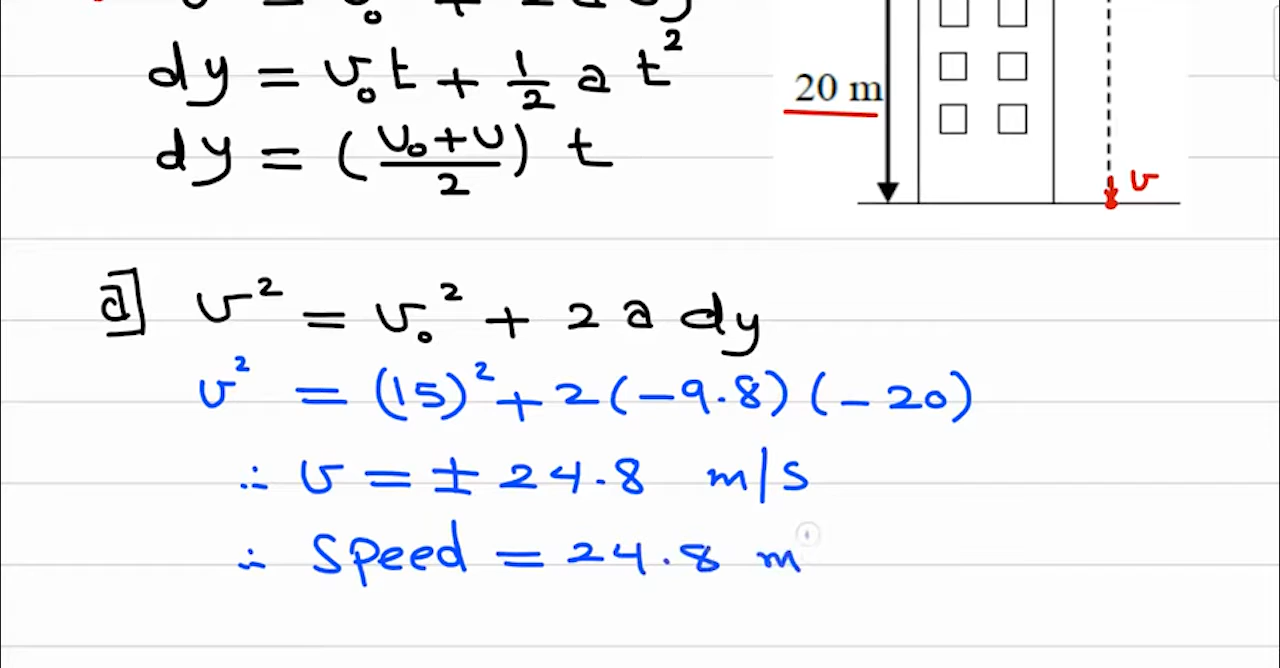 dy = v₀t + 1/2 a t²
dy = (v₀+v/2) t
20 m
v
a] v² = v₀² + 2 a dy
v² = (15)² + 2(-9.8)(-20)
∴ v = ± 24.8 m/s
∴ Speed = 24.8 m